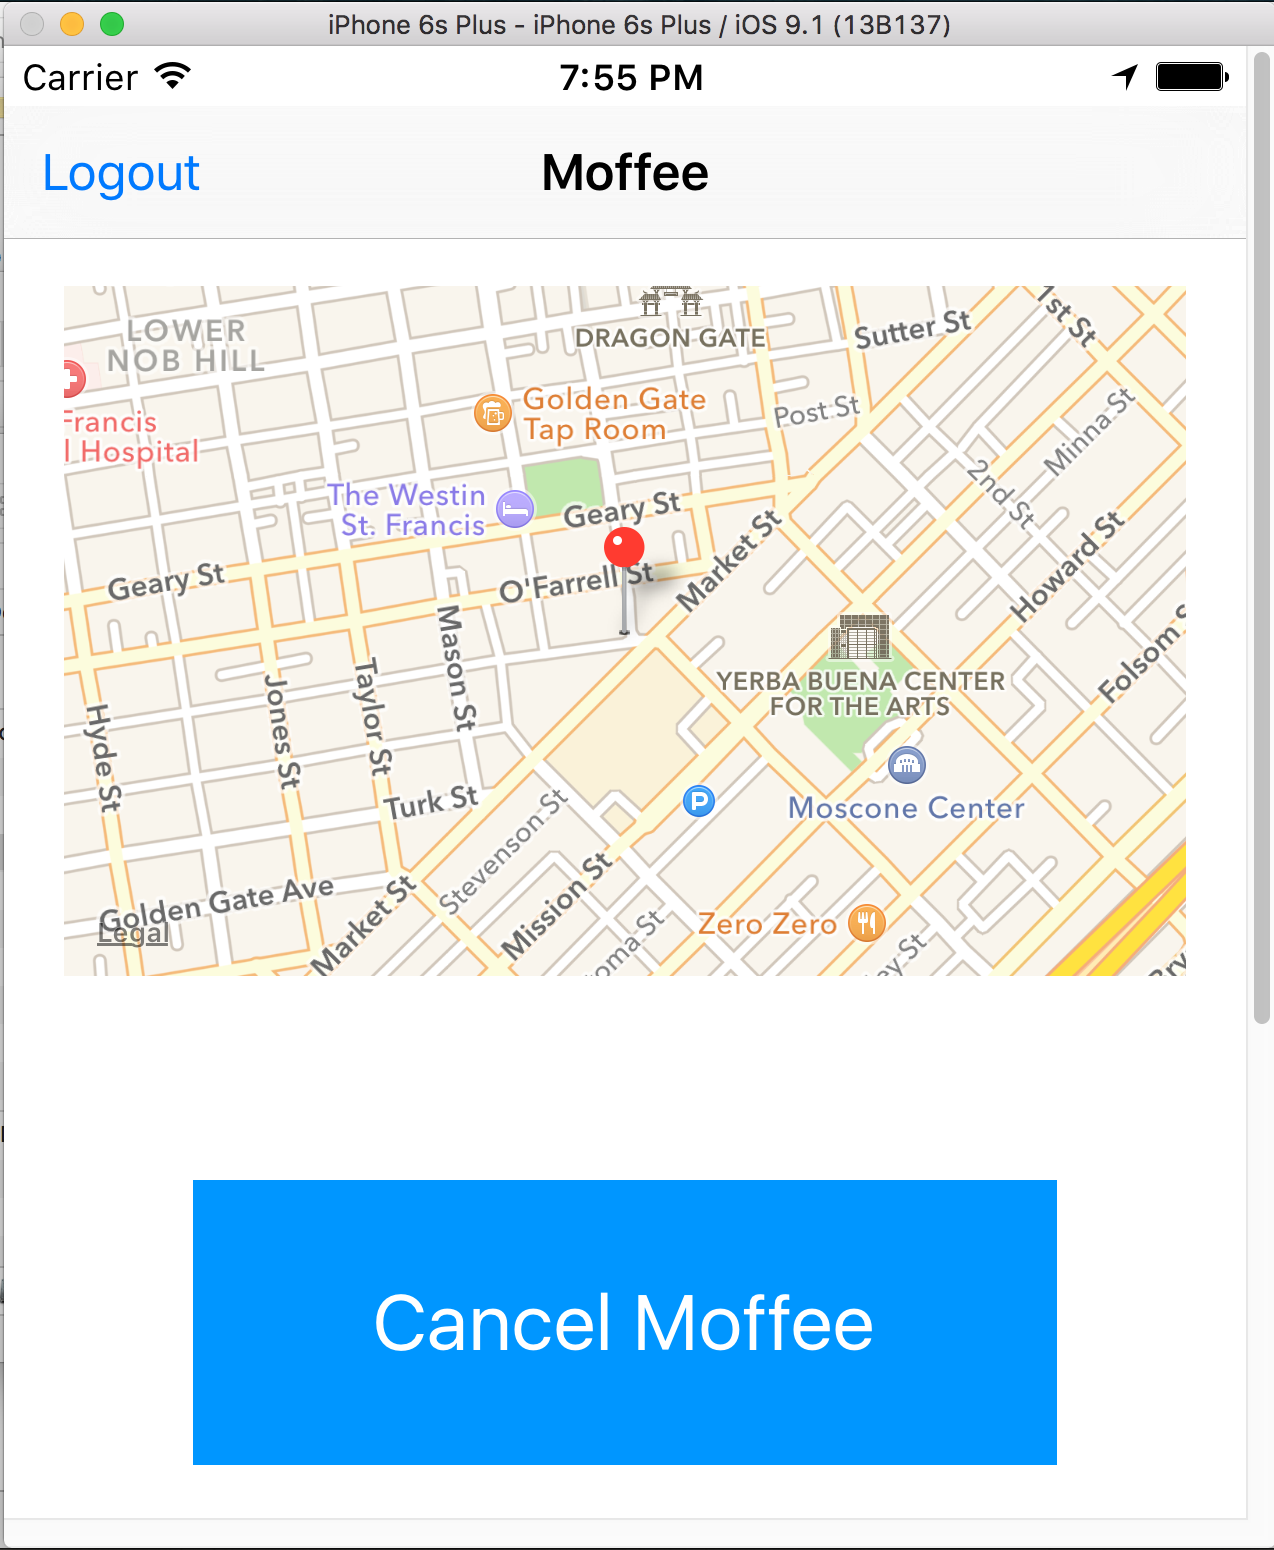 iPhone 6s Plus - iPhone 6s Plus / iOS 9.1 (13B137)
Carrier 7:55 PM
Logout Moffee
LOWER
NOB HILL
DRAGON GATE
Sutter St
1st St
Francis
l Hospital
Golden Gate
Tap Room
Post St
Minna St
The Westin
St. Francis
Geary St
2nd St
Market St
Howard St
Geary St
O'Farrell St
Mason St
Taylor St
Jones St
Hyde St
YERBA BUENA CENTER
FOR THE ARTS
Folsom S
Turk St
Stevenson St
P
Moscone Center
Golden Gate Ave
Legal
Market St
Mission St
oma St
Zero Zero
ey St
Bry
Cancel Moffee